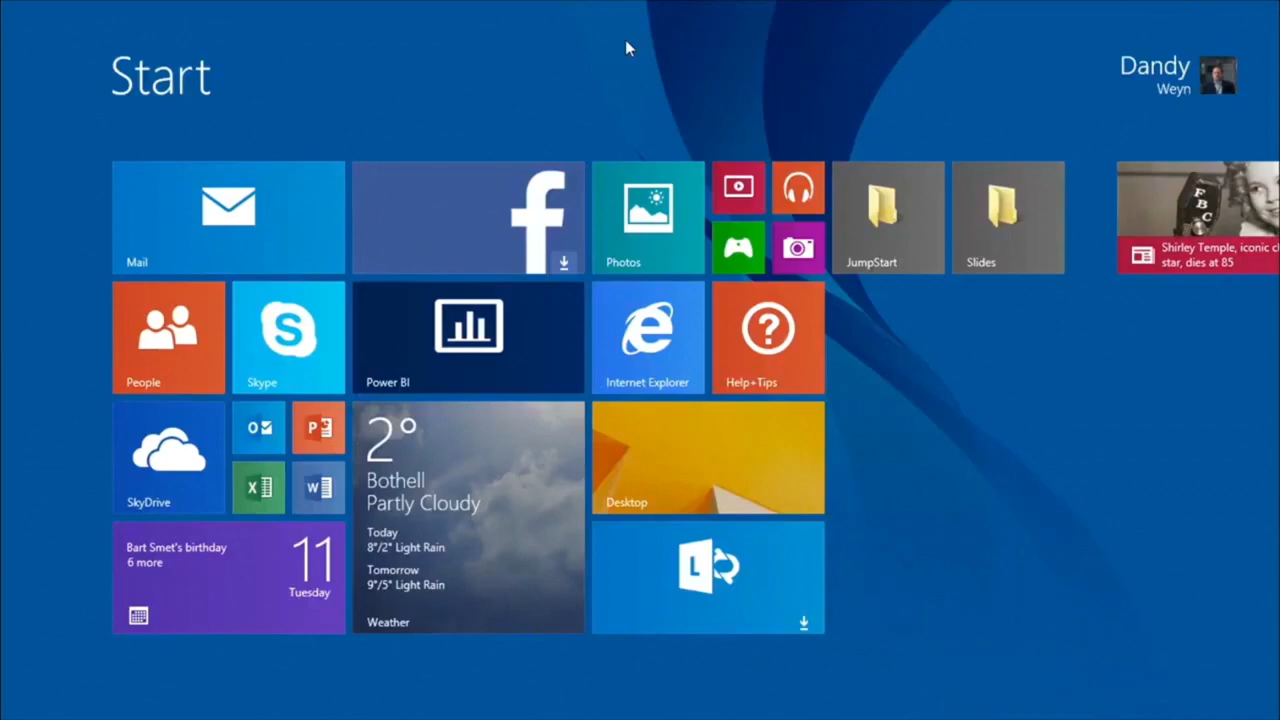 Start
Dandy
Weyn
Mail
f
Photos
JumpStart
Slides
FBC
Shirley Temple, iconic c
star, dies at 85
People
S
Skype
Power BI
Internet Explorer
?
Help+Tips
SkyDrive
O
P
X
W
2°
Bothell
Partly Cloudy
Today
8°/2° Light Rain
Tomorrow
9°/5° Light Rain
Weather
Desktop
Bart Smet's birthday
6 more
11
Tuesday
L